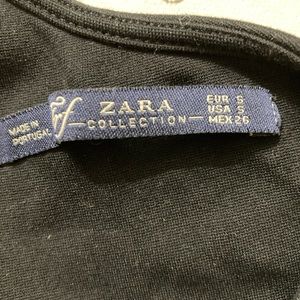 ZARA
COLLECTION
EUR S
USA S
MEX 26
MADE IN
PORTUGAL